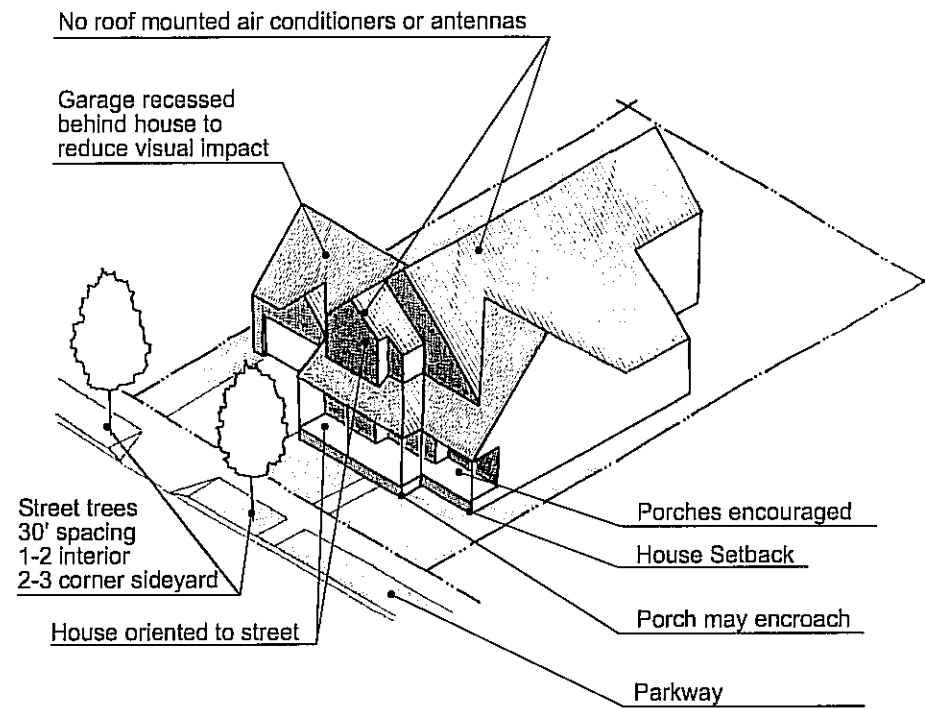 No roof mounted air conditioners or antennas
Garage recessed
behind house to
reduce visual impact
Street trees
30' spacing
1-2 interior
2-3 corner sideyard
House oriented to street
Porches encouraged
House Setback
Porch may encroach
Parkway